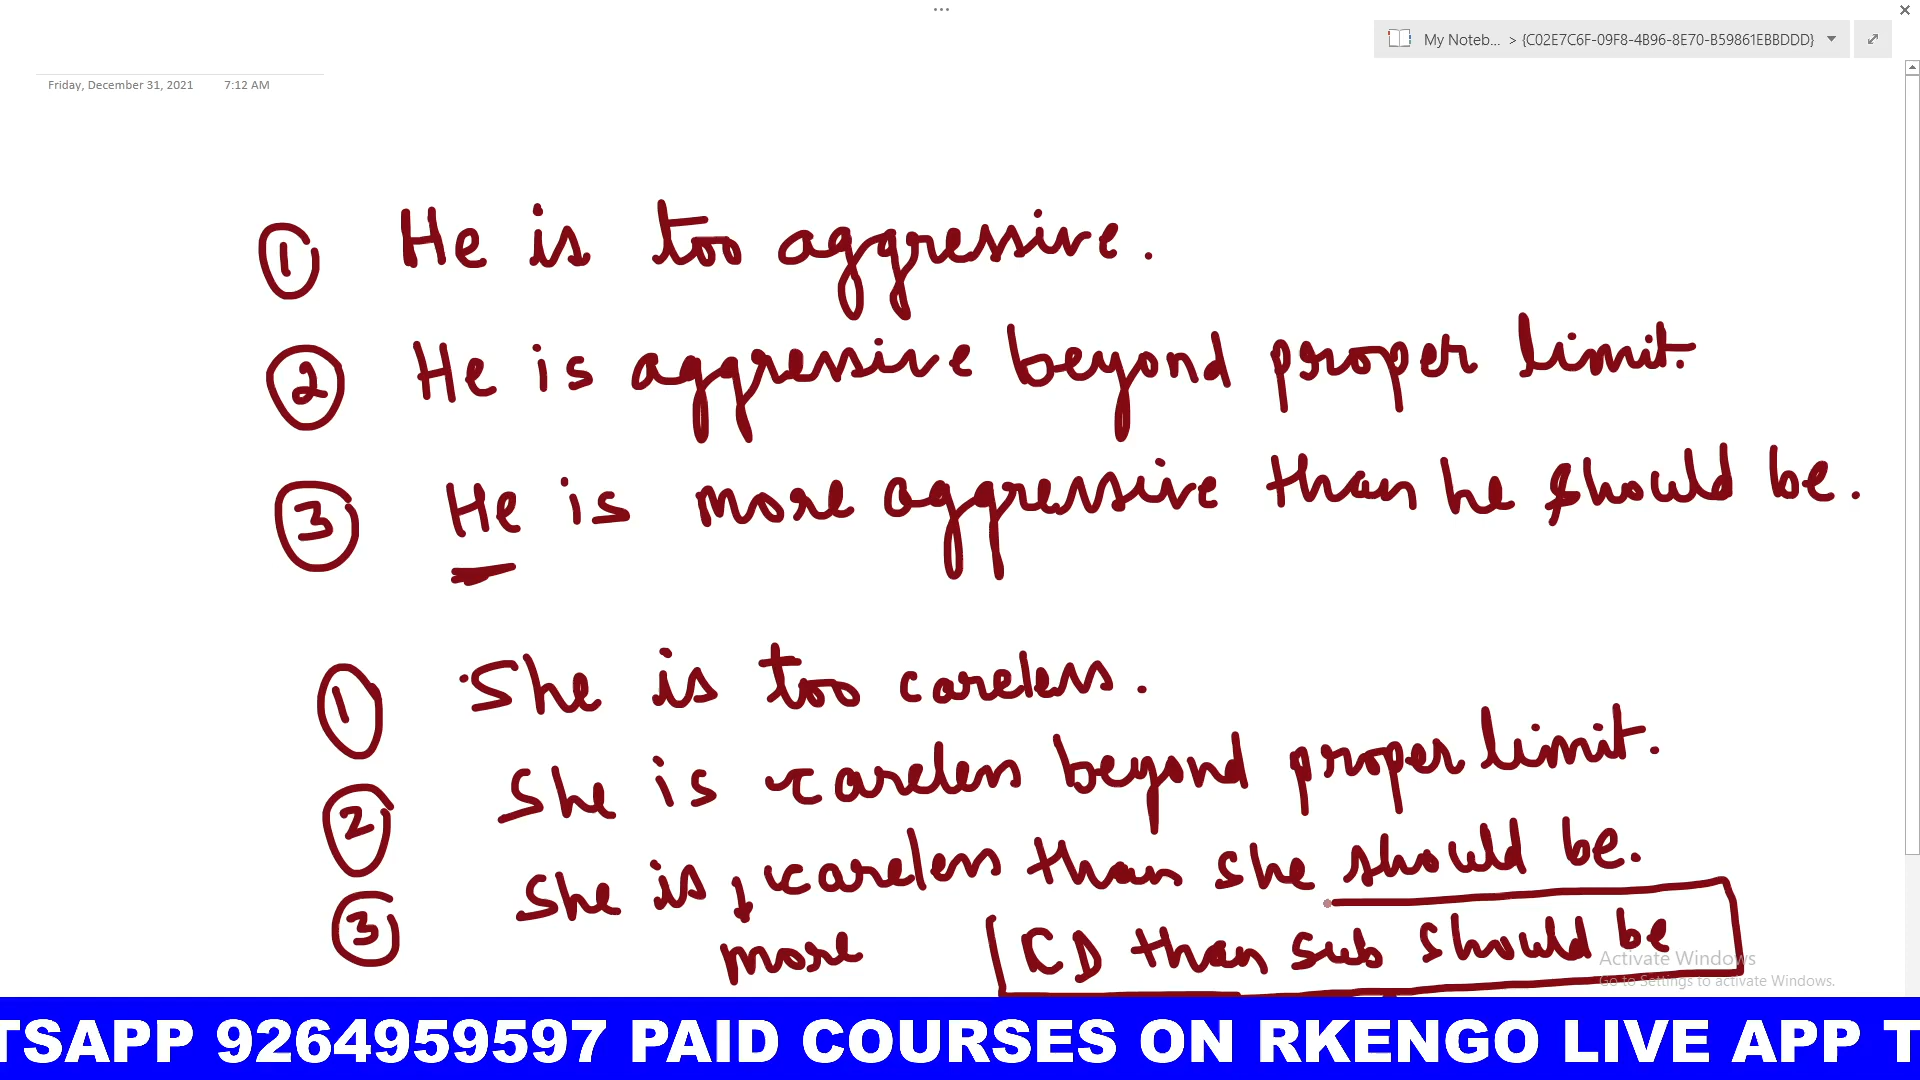 My Noteb... > {C02E7C6F-09F8-4B96-8E70-B59861EBBDDD}
Friday, December 31, 2021 7:12 AM
① He is too aggressive.
② He is aggressive beyond proper limit.
③ He is more aggressive than he should be.
① She is too careless.
② She is careless beyond proper limit.
③ She is ↓ careless than she should be.
more
CD than sub should be
Activate Windows
Go to Settings to activate Windows.
TSAPP 9264959597 PAID COURSES ON RKENGO LIVE APP T